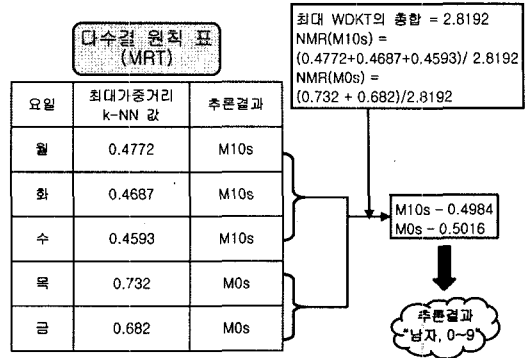 다수결 원칙 표
(MRT)
요일 최대가중거리 k-NN 값 추론결과
월 0.4772 M10s
화 0.4687 M10s
수 0.4593 M10s
목 0.732 M0s
금 0.682 M0s
최대 WDKT의 총합 = 2.8192
NMR(M10s) =
(0.4772+0.4687+0.4593)/ 2.8192
NMR(M0s) =
(0.732 + 0.682)/2.8192
M10s - 0.4984
M0s - 0.5016
추론결과
"남자, 0~9"